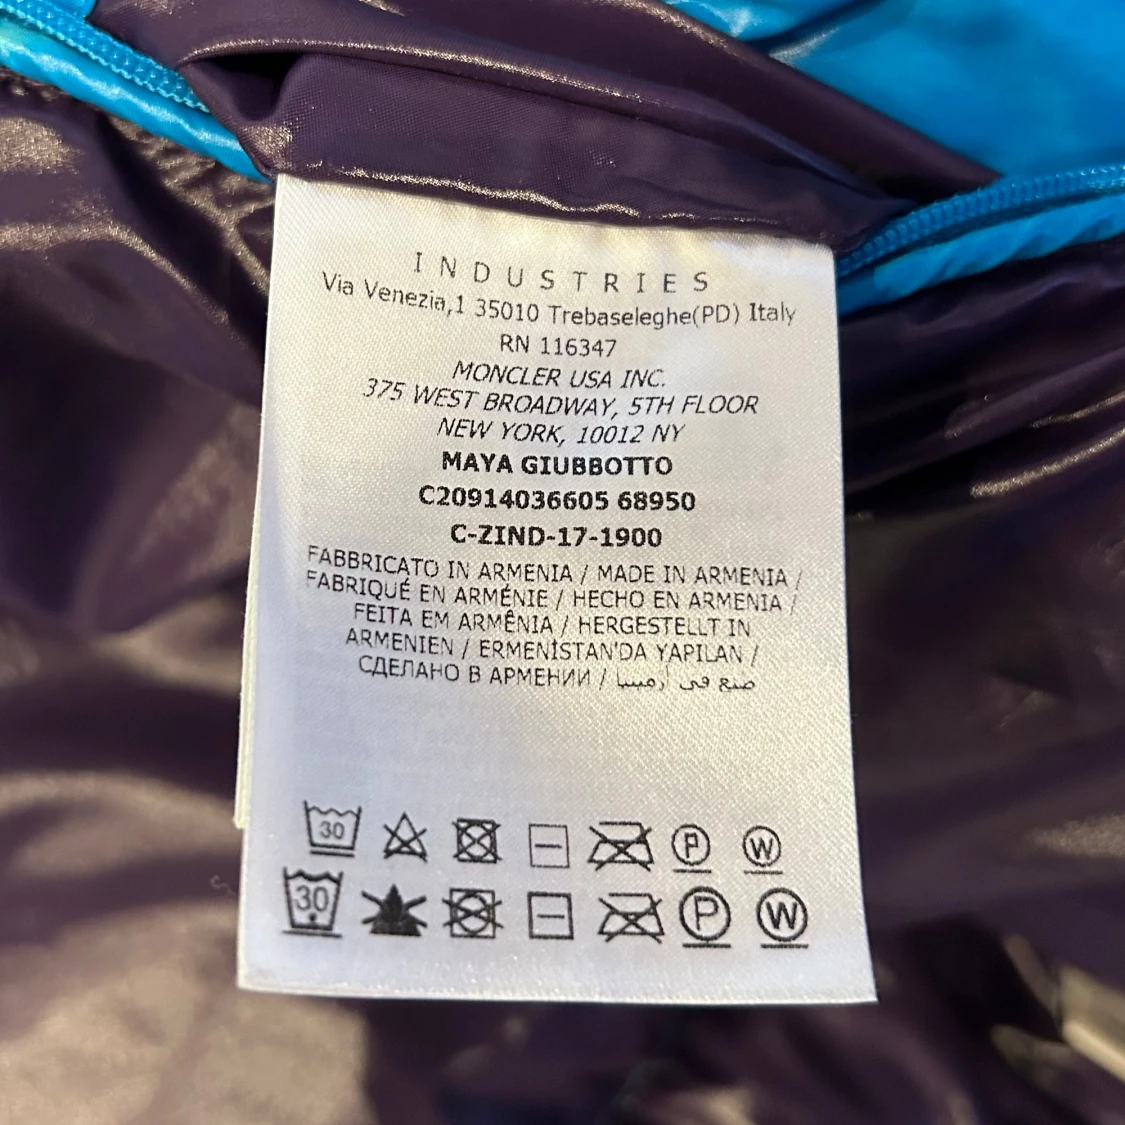 INDUSTRIES
Via Venezia,1 35010 Trebaseleghe(PD) Italy
RN 116347
MONCLER USA INC.
375 WEST BROADWAY, 5TH FLOOR
NEW YORK, 10012 NY
MAYA GIUBBOTTO
C20914036605 68950
C-ZIND-17-1900
FABBRICATO IN ARMENIA / MADE IN ARMENIA /
FABRIQUÉ EN ARMÉNIE / HECHO EN ARMENIA /
FEITA EM ARMÊNIA / HERGESTELLT IN
ARMENIEN / ERMENİSTAN'DA YAPILAN /
СДЕЛАНО В АРМЕНИИ / صنع في أرمينيا
30 P W
30 P W